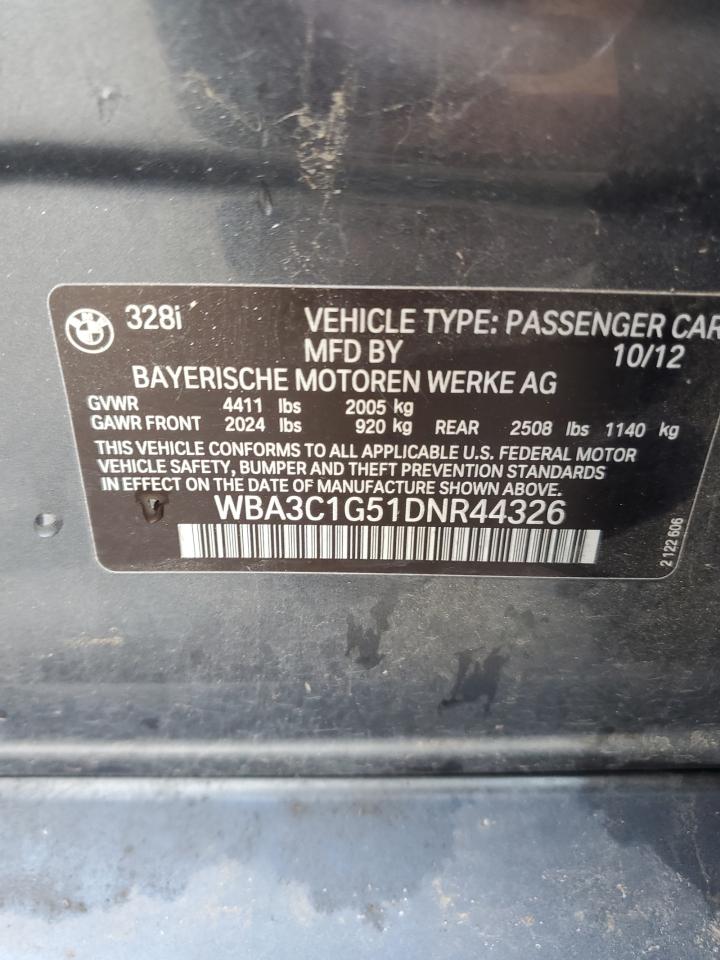 328i VEHICLE TYPE: PASSENGER CAR
MFD BY 10/12
BAYERISCHE MOTOREN WERKE AG
GVWR 4411 lbs 2005 kg
GAWR FRONT 2024 lbs 920 kg REAR 2508 lbs 1140 kg
THIS VEHICLE CONFORMS TO ALL APPLICABLE U.S. FEDERAL MOTOR
VEHICLE SAFETY, BUMPER AND THEFT PREVENTION STANDARDS
IN EFFECT ON THE DATE OF MANUFACTURE SHOWN ABOVE.
WBA3C1G51DNR44326
2 122 606